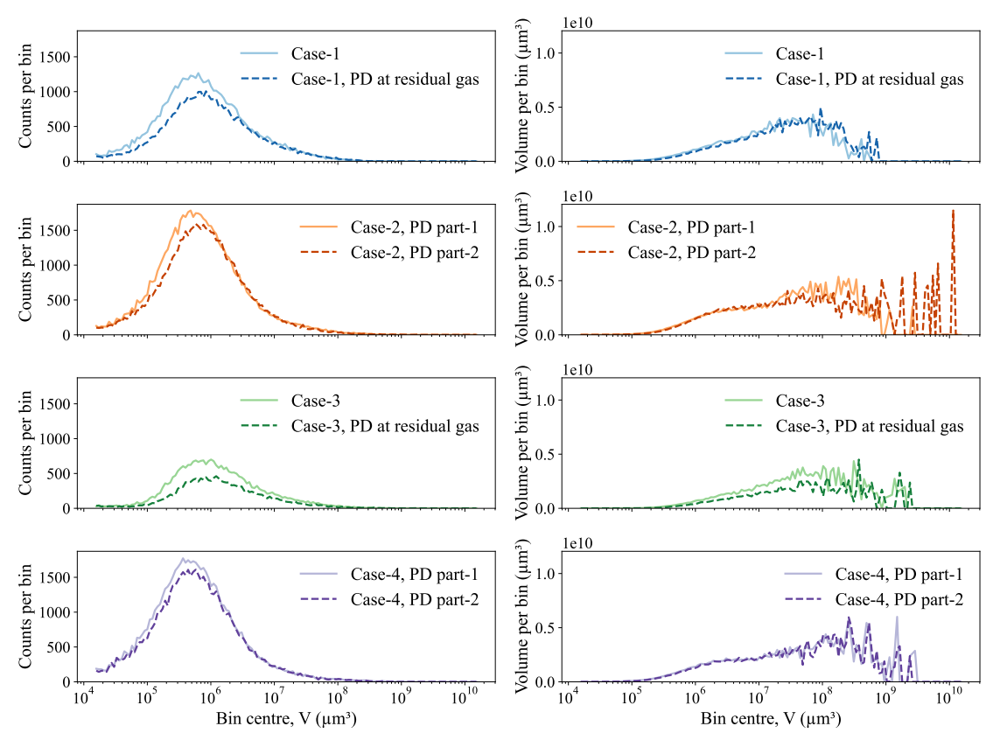 1e10
Counts per bin
1500
1000
500
0
Case-1
Case-1, PD at residual gas
Volume per bin (µm³)
1.0
0.5
0.0
Case-1
Case-1, PD at residual gas
1e10
Counts per bin
1500
1000
500
0
Case-2, PD part-1
Case-2, PD part-2
Volume per bin (µm³)
1.0
0.5
0.0
Case-2, PD part-1
Case-2, PD part-2
1e10
Counts per bin
1500
1000
500
0
Case-3
Case-3, PD at residual gas
Volume per bin (µm³)
1.0
0.5
0.0
Case-3
Case-3, PD at residual gas
1e10
Counts per bin
1500
1000
500
0
Case-4, PD part-1
Case-4, PD part-2
Volume per bin (µm³)
1.0
0.5
0.0
Case-4, PD part-1
Case-4, PD part-2
10⁴ 10⁵ 10⁶ 10⁷ 10⁸ 10⁹ 10¹⁰
Bin centre, V (µm³)
10⁴ 10⁵ 10⁶ 10⁷ 10⁸ 10⁹ 10¹⁰
Bin centre, V (µm³)